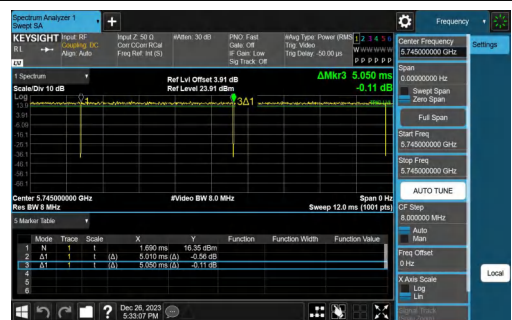 Spectrum Analyzer 1
Swept SA
Frequency
KEYSIGHT
Input: RF
Input Z: 50 Ω
#Atten: 30 dB
PNO: Fast
#Avg Type: Power (RMS
1 2 3 4 5 6
RL
Coupling: DC
Corr CCorr RCal
Gate: Off
Trig: Video
Align: Auto
Freq Ref: Int (S)
IF Gain: Low
Trig Delay: -50.00 µs
Sig Track: Off
P P P P P P
LXI
1 Spectrum
Ref Lvl Offset 3.91 dB
ΔMkr3 5.050 ms
Scale/Div 10 dB
Ref Level 23.91 dBm
-0.11 dB
Log
13.9
3Δ1
3.91
-6.09
-16.1
-26.1
-36.1
-46.1
-56.1
-66.1
Center 5.745000000 GHz
#Video BW 8.0 MHz
Span 0 Hz
Res BW 8 MHz
Sweep 12.0 ms (1001 pts)
5 Marker Table
Mode Trace Scale X Y Function Function Width Function Value
1 N 1 t 1.690 ms 16.35 dBm
2 Δ1 1 t (Δ) 5.010 ms (Δ) -0.56 dB
3 Δ1 1 t (Δ) 5.050 ms (Δ) -0.11 dB
4
5
6
Center Frequency
5.745000000 GHz
Settings
Span
0.00000000 Hz
Swept Span
Zero Span
Full Span
Start Freq
5.745000000 GHz
Stop Freq
5.745000000 GHz
AUTO TUNE
CF Step
8.000000 MHz
Auto
Man
Freq Offset
0 Hz
X Axis Scale
Log
Lin
Signal Track
Local
Dec 26, 2023
5:33:07 PM